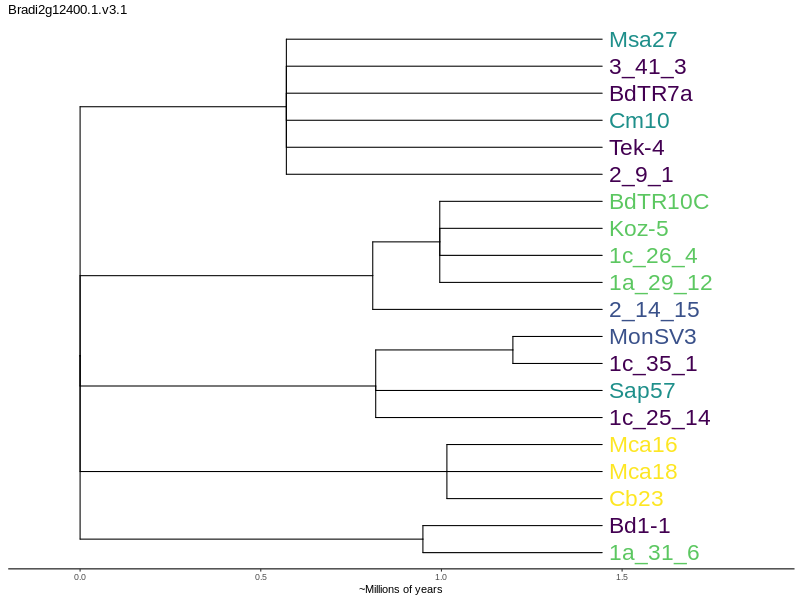 Bradi2g12400.1.v3.1
Msa27
3_41_3
BdTR7a
Cm10
Tek-4
2_9_1
BdTR10C
Koz-5
1c_26_4
1a_29_12
2_14_15
MonSV3
1c_35_1
Sap57
1c_25_14
Mca16
Mca18
Cb23
Bd1-1
1a_31_6
0.0 0.5 1.0 1.5
~Millions of years